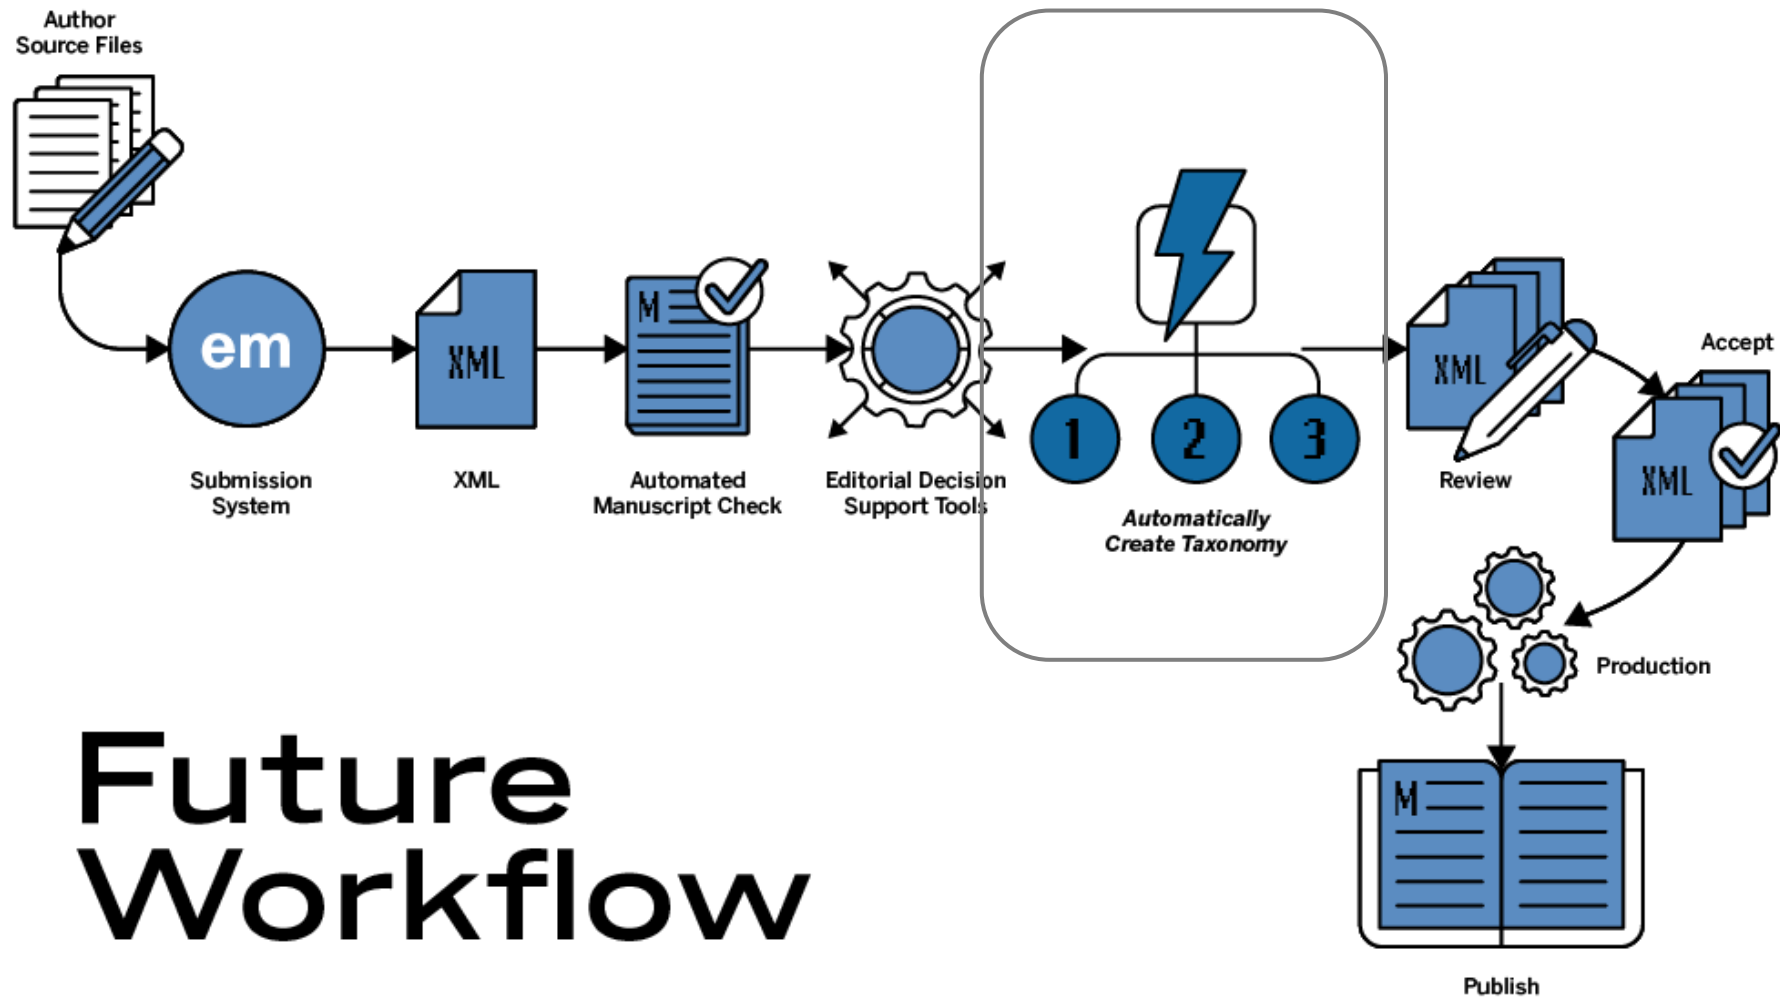 Author
Source Files
em
Submission
System
XML
XML
M
Automated
Manuscript Check
Editorial Decision
Support Tools
1
2
3
Automatically
Create Taxonomy
XML
Review
Accept
XML
Production
M
Publish
Future
Workflow